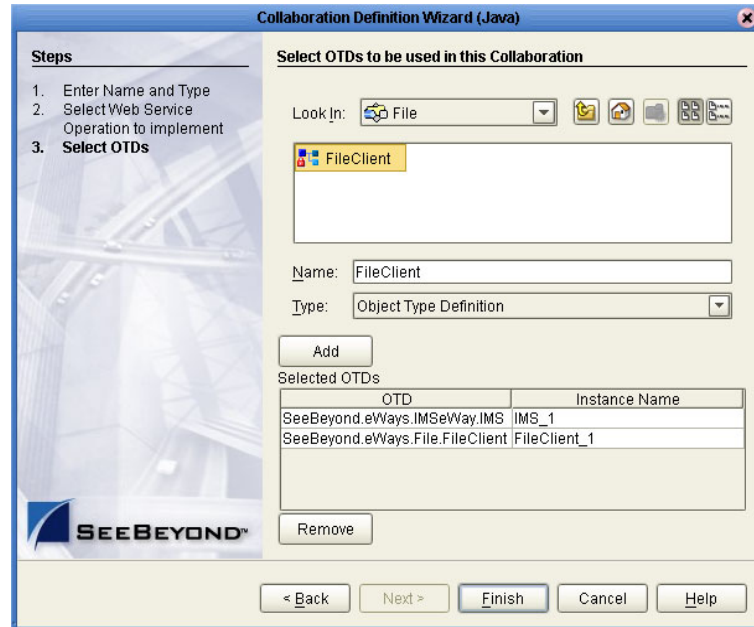 Collaboration Definition Wizard (Java)
Steps
1. Enter Name and Type
2. Select Web Service
Operation to implement
3. Select OTDs
Select OTDs to be used in this Collaboration
Look In: File
FileClient
Name: FileClient
Type: Object Type Definition
Add
Selected OTDs
OTD Instance Name
SeeBeyond.eWays.IMSeWay.IMS IMS_1
SeeBeyond.eWays.File.FileClient FileClient_1
Remove
SEEBEYOND™
< Back Next > Finish Cancel Help